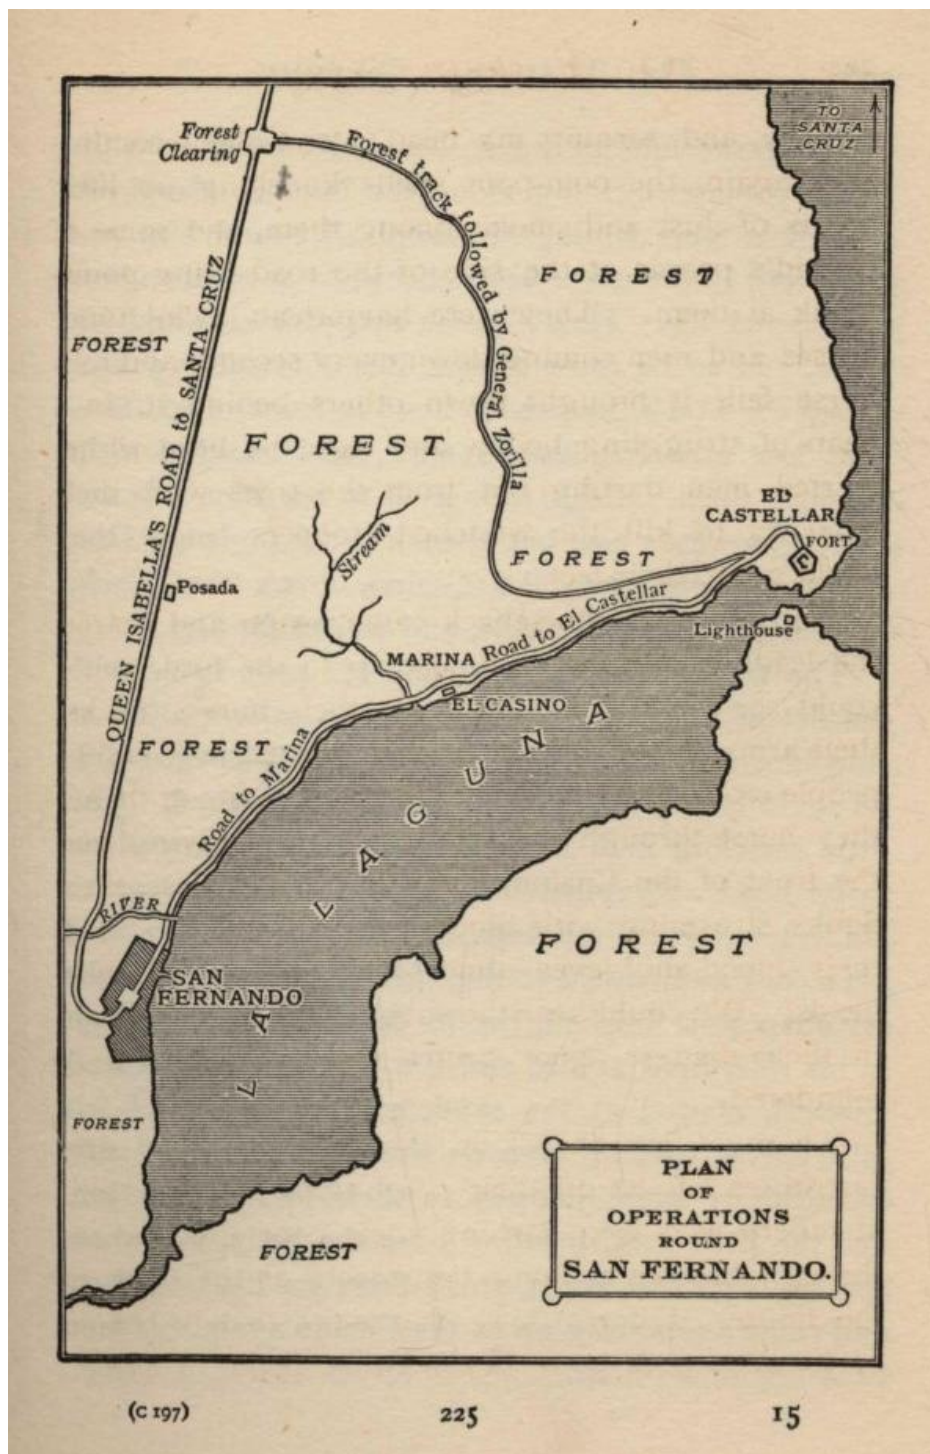 TO
SANTA
CRUZ
Forest
Clearing
Forest track followed by General Zorilla
FOREST
FOREST
QUEEN ISABELLA'S ROAD to SANTA CRUZ
FOREST
EL
CASTELLAR
FORT
Stream
FOREST
Posada
Road to El Castellar
Lighthouse
MARINA
EL CASINO
FOREST
Road to Marina
LA LAGUNA
RIVER
FOREST
SAN
FERNANDO
FOREST
FOREST
PLAN
OF
OPERATIONS
ROUND
SAN FERNANDO.
(C 197)
225
15